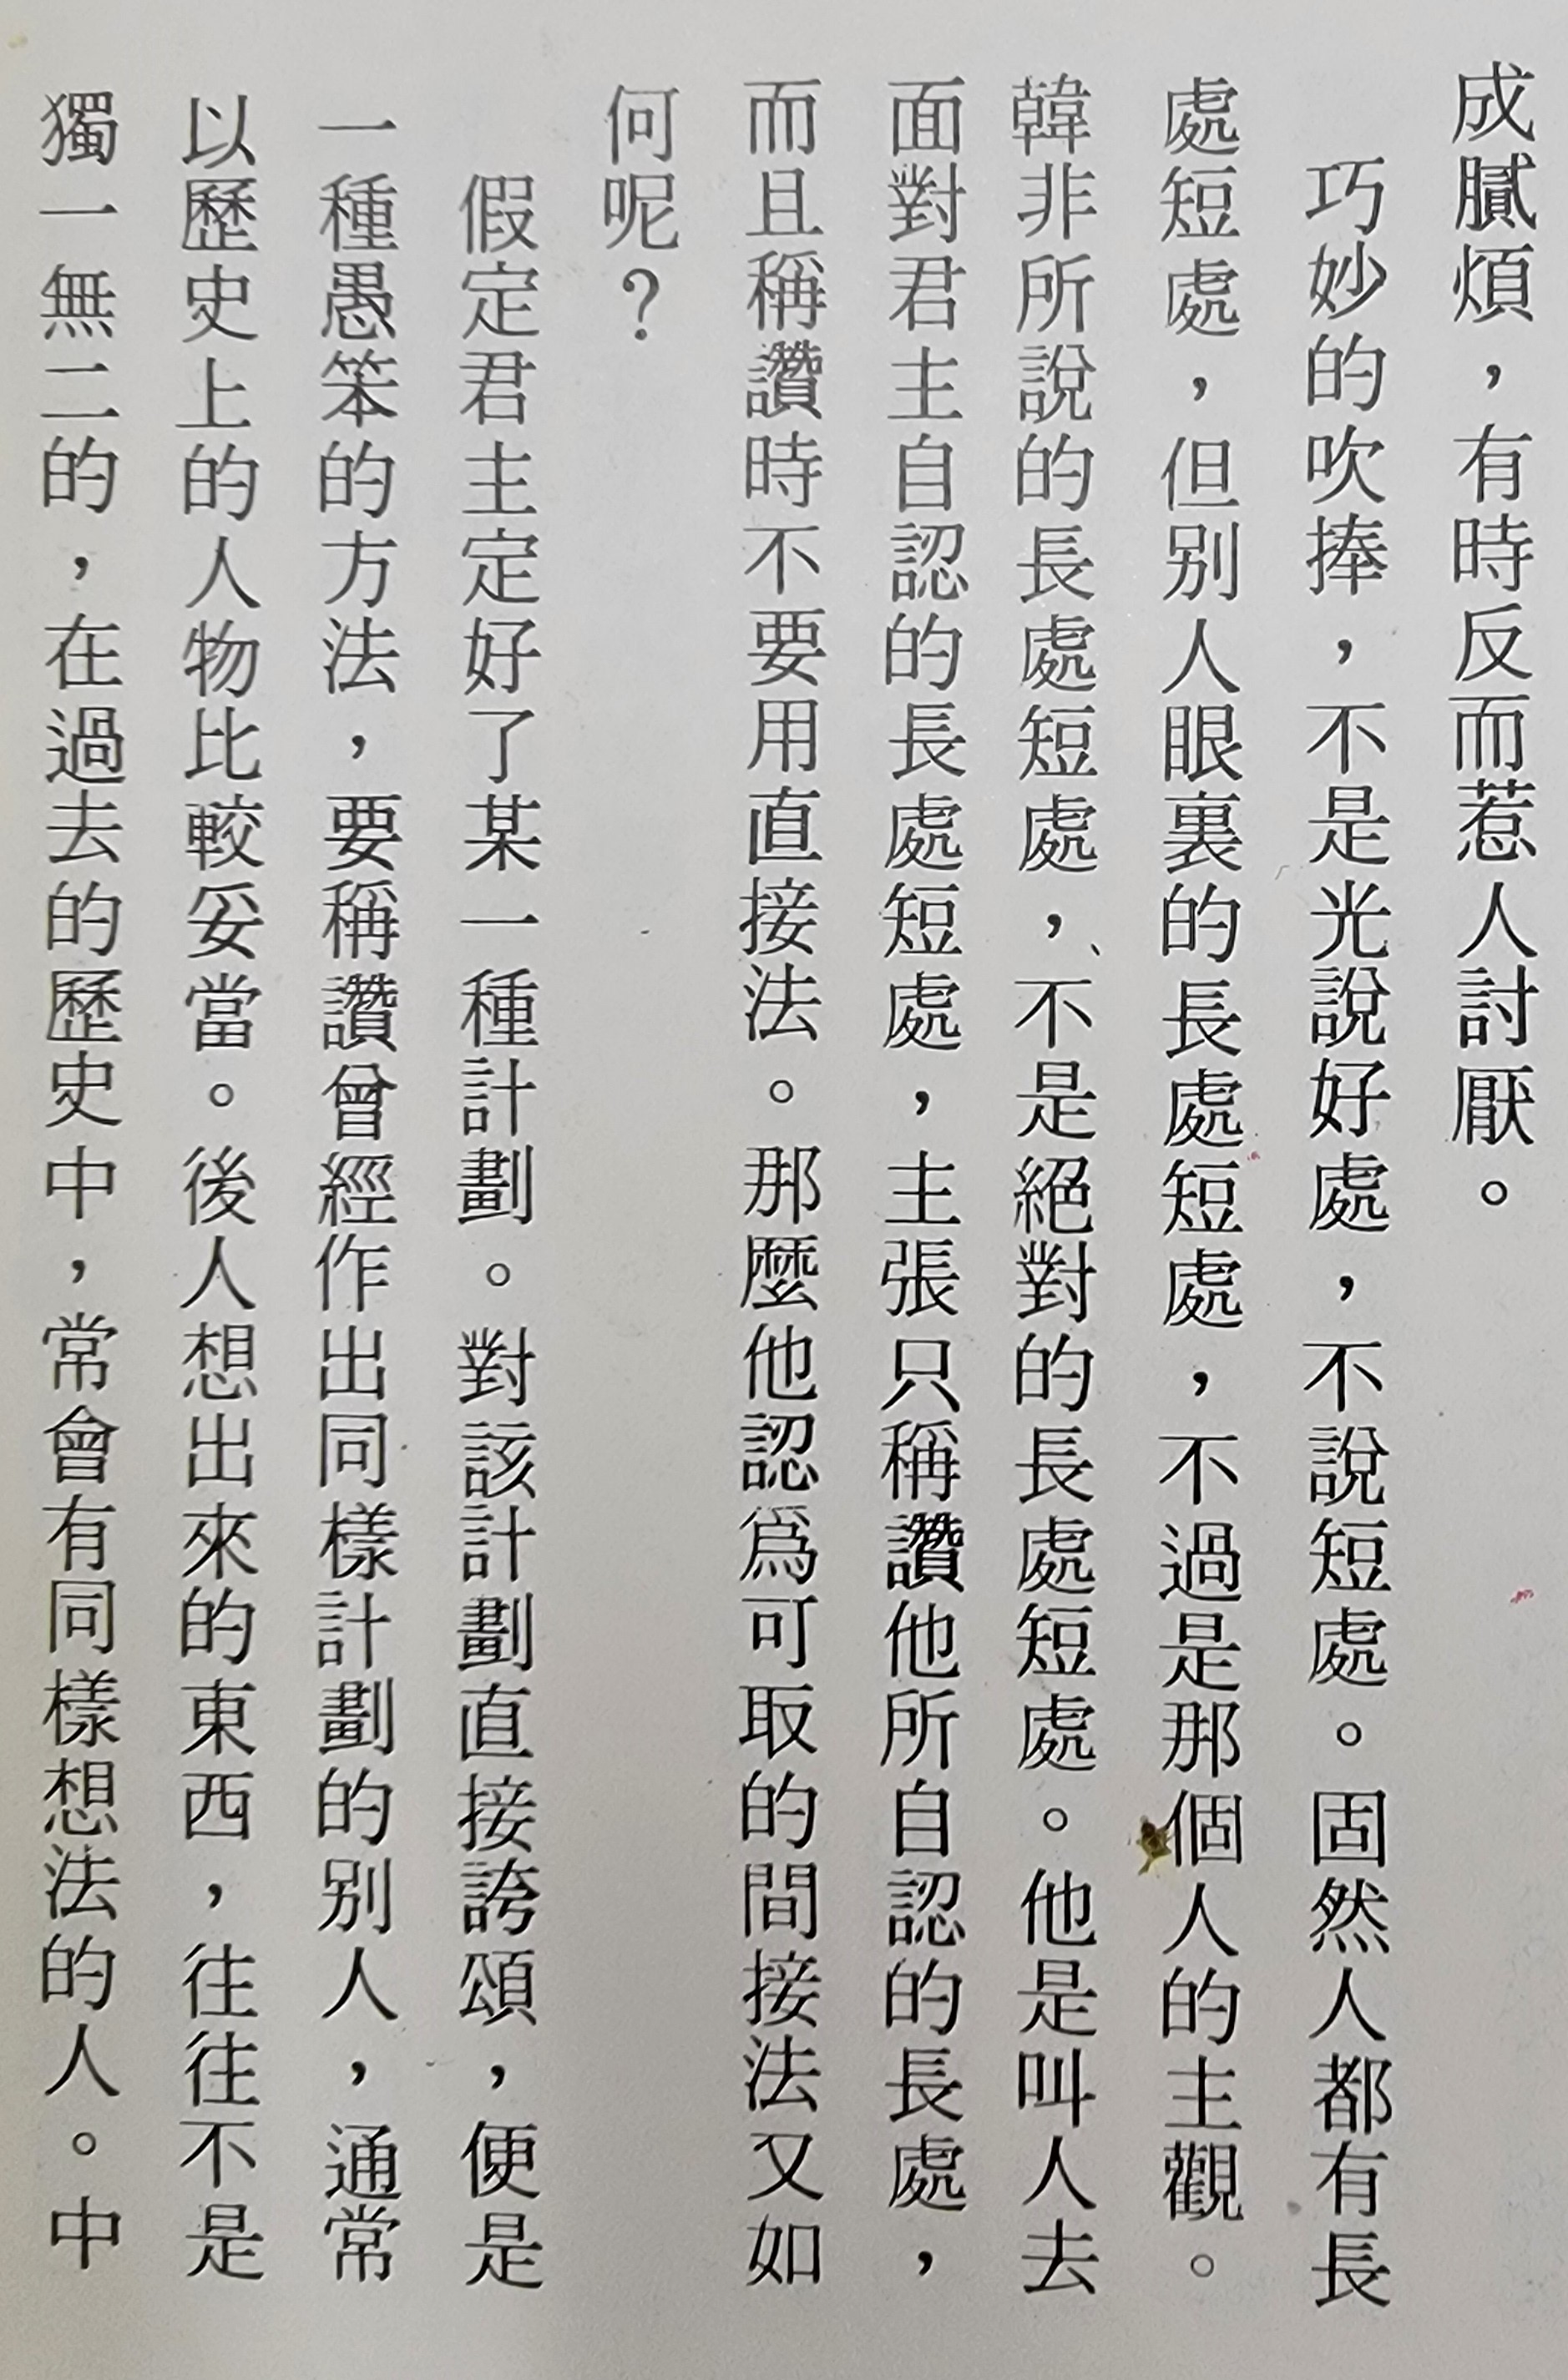 成膩煩，有時反而惹人討厭。
巧妙的吹捧，不是光說好處，不說短處。固然人都有長
處短處，但別人眼裏的長處短處，不過是那個人的主觀。
韓非所說的長處短處，不是絕對的長處短處。他是叫人去
面對君主自認的長處短處，主張只稱讚他所自認的長處，
而且稱讚時不要用直接法。那麼他認爲可取的間接法又如
何呢？
假定君主定好了某一種計劃。對該計劃直接誇頌，便是
一種愚笨的方法，要稱讚曾經作出同樣計劃的別人，通常
以歷史上的人物比較妥當。後人想出來的東西，往往不是
獨一無二的，在過去的歷史中，常會有同樣想法的人。中